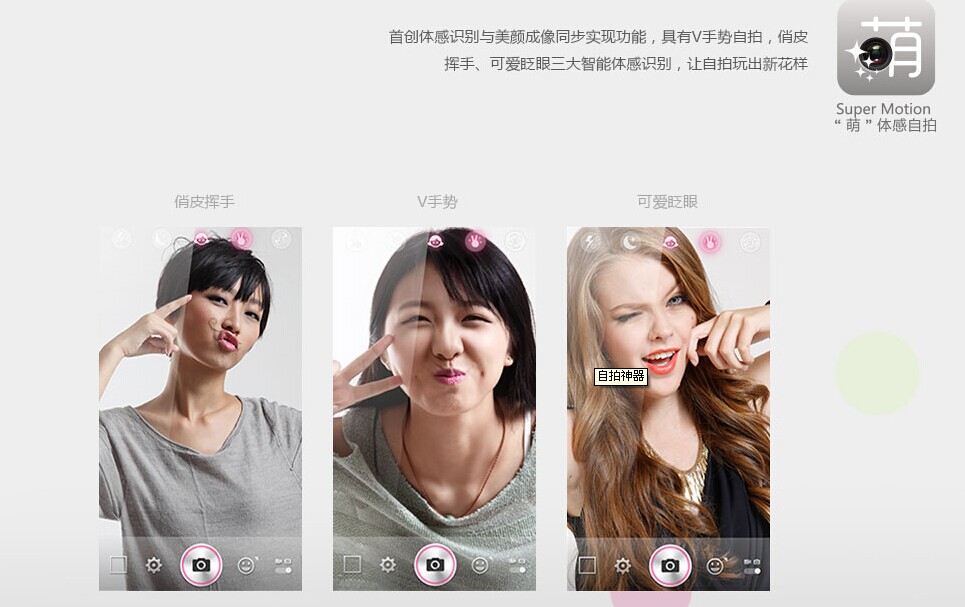 首创体感识别与美颜成像同步实现功能，具有V手势自拍，俏皮
挥手、可爱眨眼三大智能体感识别，让自拍玩出新花样
萌
Super Motion
“ 萌 ” 体感自拍
俏皮挥手
V手势
可爱眨眼
自拍神器